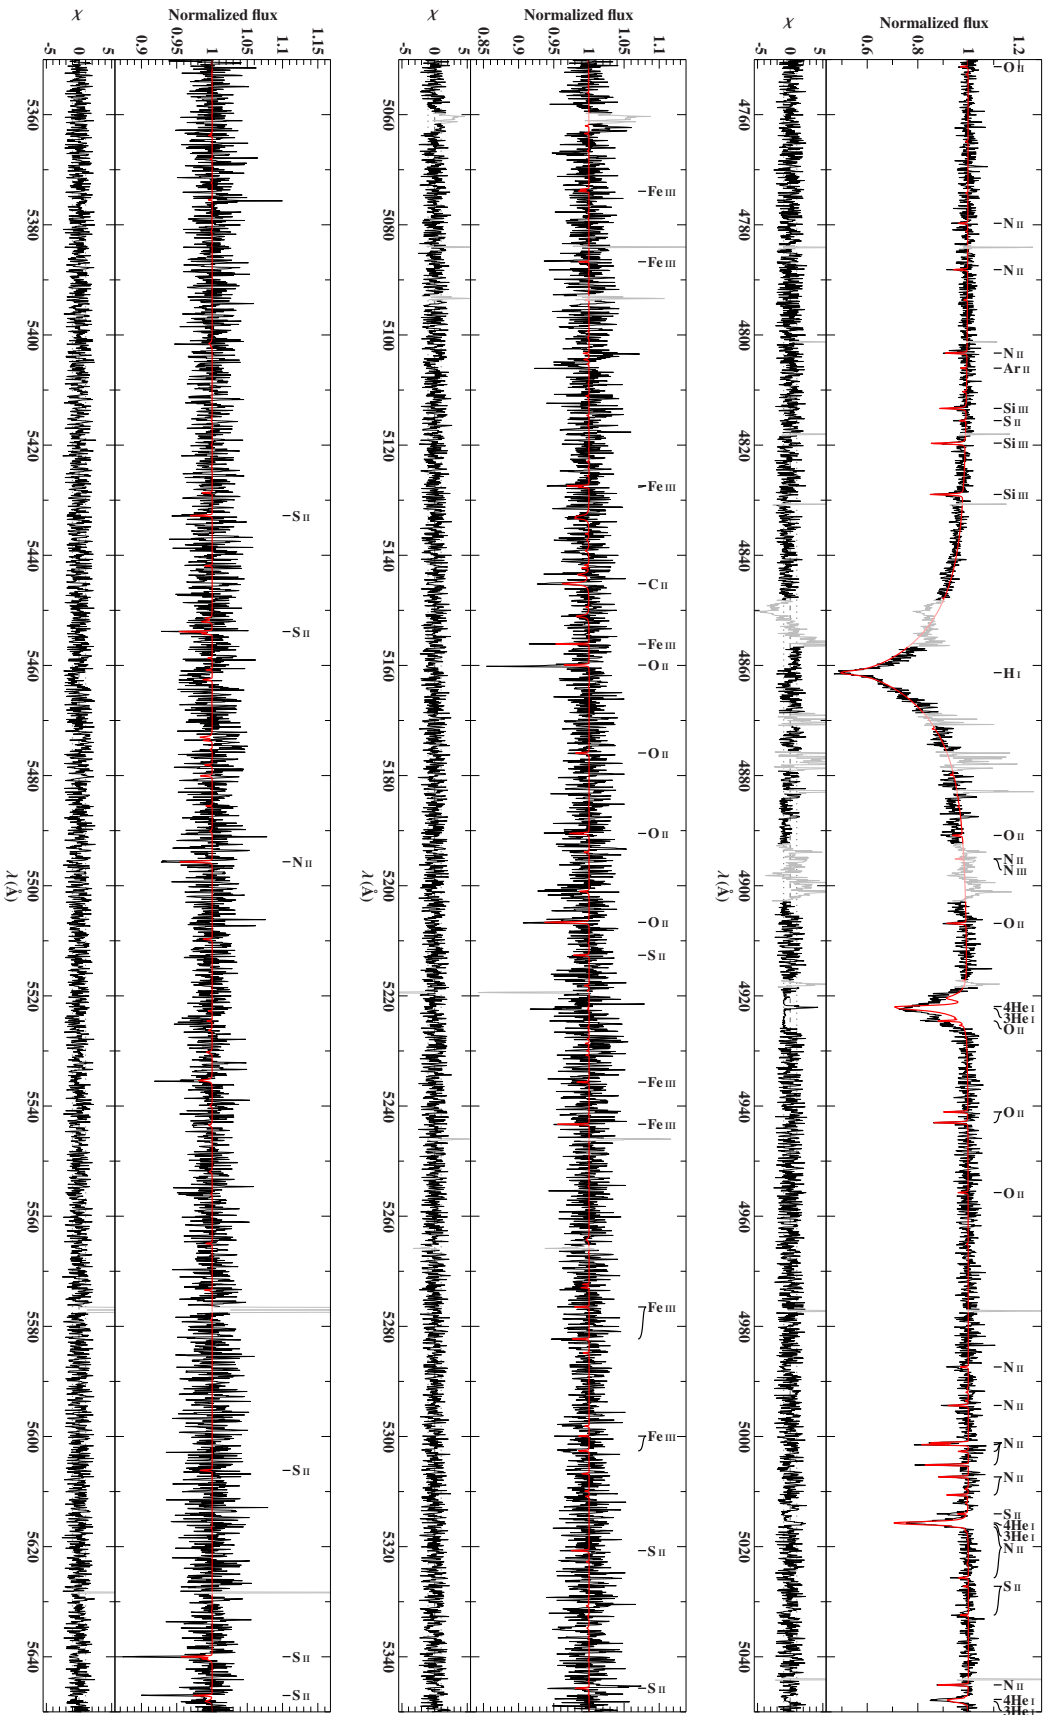 O II
N II
N II
N II
Ar II
Si III
S II
Si III
Si III
H I
O II
N II
N III
O II
4He I
3He I
O II
O II
O II
N II
N II
N II
N II
S II
4He I
3He I
N II
S II
N II
4He I
3He I
Normalized flux
1.2
1
0.8
0.6
χ
5
0
-5
4760 4780 4800 4820 4840 4860 4880 4900 4920 4940 4960 4980 5000 5020 5040
λ (Å)
Fe III
Fe III
Fe III
C II
Fe III
O II
O II
O II
O II
S II
Fe III
Fe III
Fe III
Fe III
S II
S II
Normalized flux
1.1
1.05
1
0.95
0.9
0.85
χ
5
0
-5
5060 5080 5100 5120 5140 5160 5180 5200 5220 5240 5260 5280 5300 5320 5340
λ (Å)
S II
S II
N II
S II
S II
S II
Normalized flux
1.15
1.1
1.05
1
0.95
0.9
χ
5
0
-5
5360 5380 5400 5420 5440 5460 5480 5500 5520 5540 5560 5580 5600 5620 5640
λ (Å)